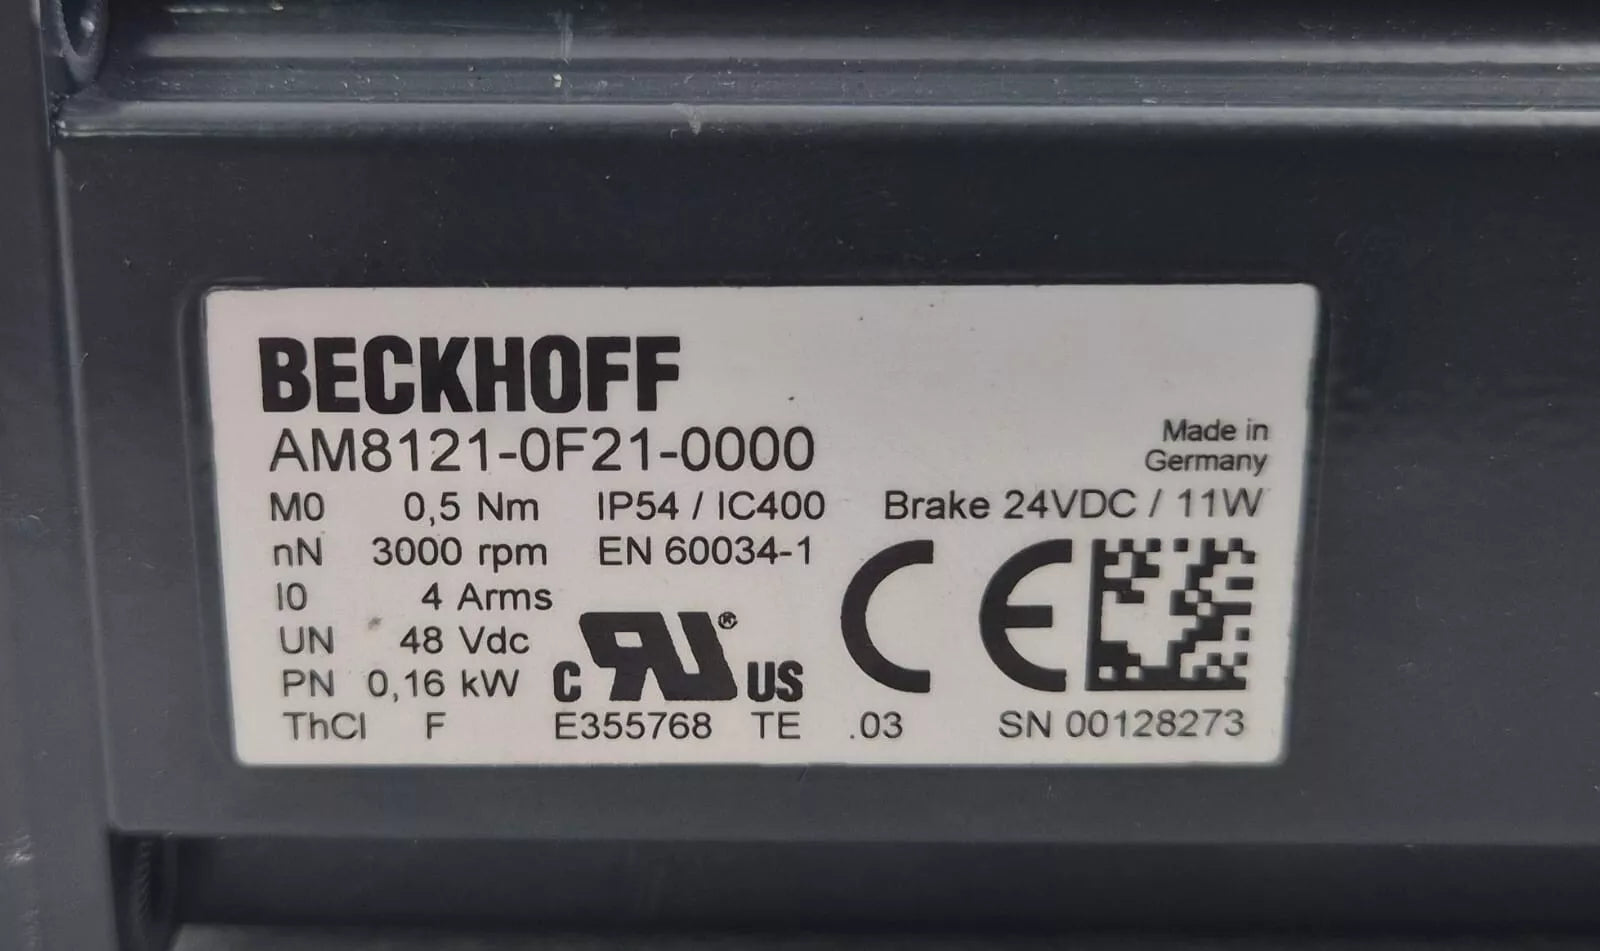 BECKHOFF
AM8121-0F21-0000
Made in
Germany
M0 0,5 Nm IP54 / IC400 Brake 24VDC / 11W
nN 3000 rpm EN 60034-1
I0 4 Arms
UN 48 Vdc
PN 0,16 kW
C RU ® US
CE
ThCl F E355768 TE .03 SN 00128273